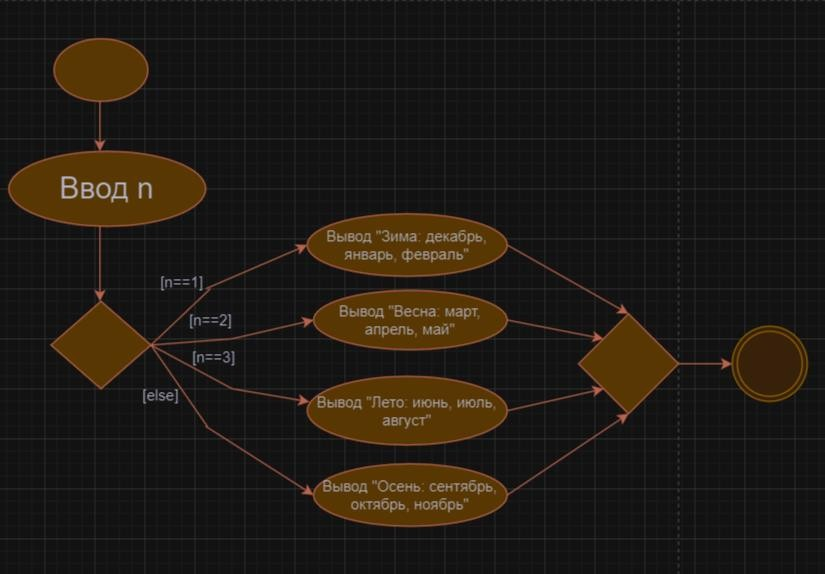 Ввод n
[n==1]
[n==2]
[n==3]
[else]
Вывод "Зима: декабрь,
январь, февраль"
Вывод "Весна: март,
апрель, май"
Вывод "Лето: июнь, июль,
август"
Вывод "Осень: сентябрь,
октябрь, ноябрь"